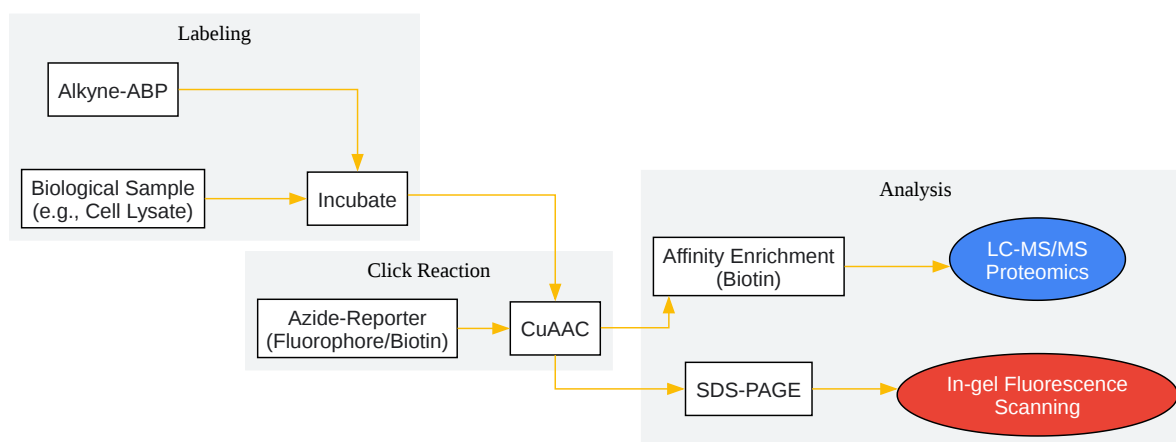 Labeling
Alkyne-ABP
Biological Sample
(e.g., Cell Lysate)
Incubate
Click Reaction
Azide-Reporter
(Fluorophore/Biotin)
CuAAC
Analysis
Affinity Enrichment
(Biotin)
LC-MS/MS
Proteomics
SDS-PAGE
In-gel Fluorescence
Scanning